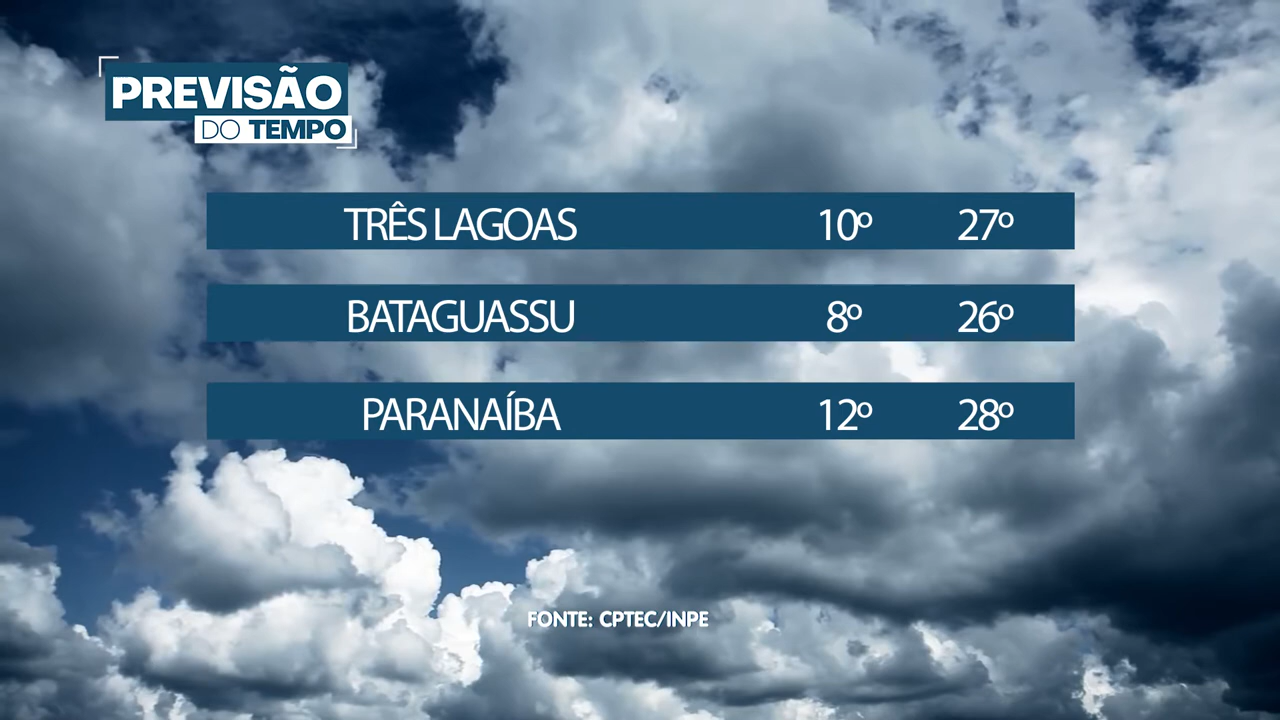 PREVISÃO
DO TEMPO
TRÊS LAGOAS 10º 27º
BATAGUASSU 8º 26º
PARANAÍBA 12º 28º
FONTE: CPTEC/INPE